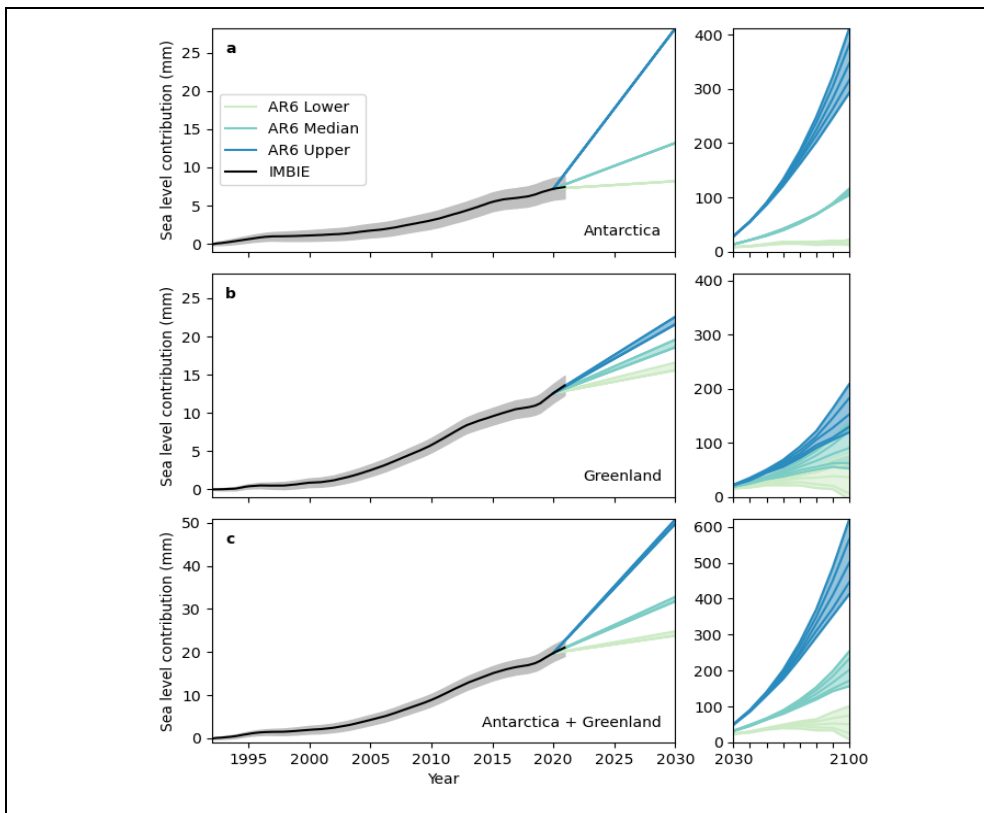 a
Sea level contribution (mm)
25
20
15
10
5
0
AR6 Lower
AR6 Median
AR6 Upper
IMBIE
Antarctica
400
300
200
100
0
b
Sea level contribution (mm)
25
20
15
10
5
0
Greenland
400
300
200
100
0
c
Sea level contribution (mm)
50
40
30
20
10
0
Antarctica + Greenland
1995 2000 2005 2010 2015 2020 2025 2030
Year
600
500
400
300
200
100
0
2030 2100